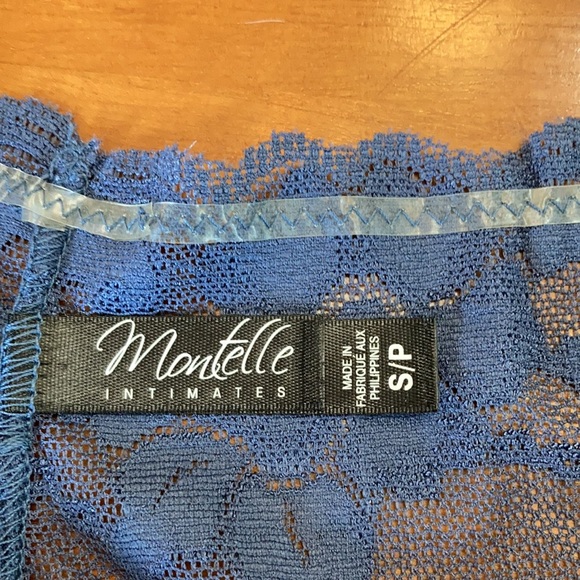 Montelle
INTIMATES
MADE IN
FABRIQUÉ AUX
PHILIPPINES
S/P